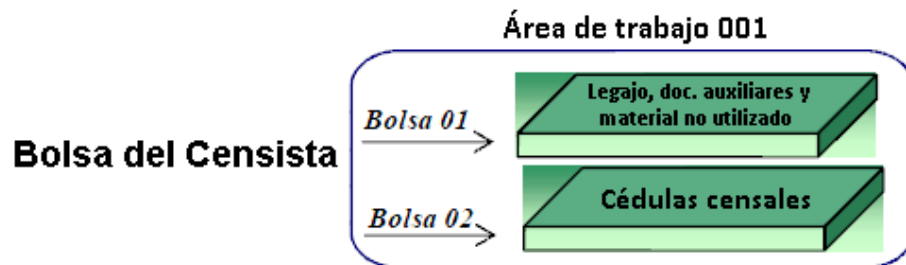 Área de trabajo 001
Bolsa del Censista
Bolsa 01
Legajo, doc. auxiliares y
material no utilizado
Bolsa 02
Cédulas censales